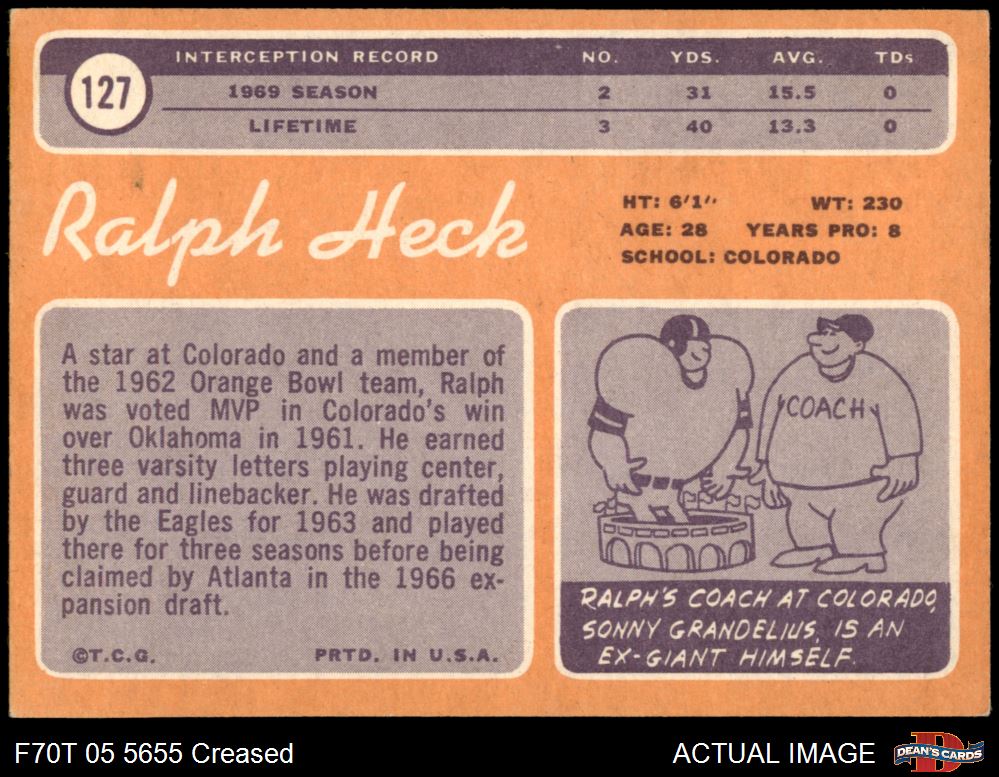 127
INTERCEPTION RECORD NO. YDS. AVG. TDs
1969 SEASON 2 31 15.5 0
LIFETIME 3 40 13.3 0
Ralph Heck
HT: 6'1" WT: 230
AGE: 28 YEARS PRO: 8
SCHOOL: COLORADO
A star at Colorado and a member of
the 1962 Orange Bowl team, Ralph
was voted MVP in Colorado's win
over Oklahoma in 1961. He earned
three varsity letters playing center,
guard and linebacker. He was drafted
by the Eagles for 1963 and played
there for three seasons before being
claimed by Atlanta in the 1966 ex-
pansion draft.
©T.C.G. PRTD. IN U.S.A.
COACH
RALPH'S COACH AT COLORADO,
SONNY GRANDELIUS, IS AN
EX-GIANT HIMSELF.
F70T 05 5655 Creased
ACTUAL IMAGE
D
DEAN'S CARDS